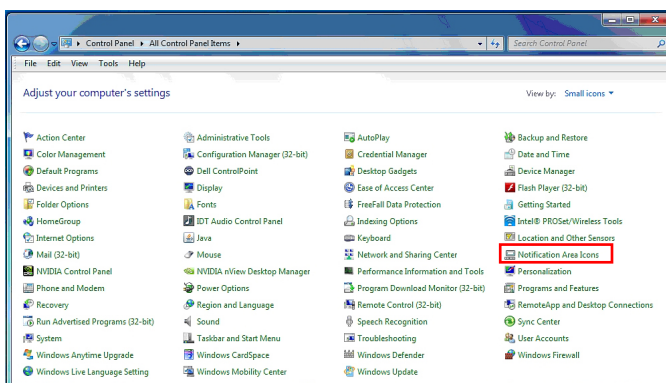 Control Panel All Control Panel Items Search Control Panel
File Edit View Tools Help
Adjust your computer's settings View by: Small icons
Action Center Administrative Tools AutoPlay Backup and Restore
Color Management Configuration Manager (32-bit) Credential Manager Date and Time
Default Programs Dell ControlPoint Desktop Gadgets Device Manager
Devices and Printers Display Ease of Access Center Flash Player (32-bit)
Folder Options Fonts FreeFall Data Protection Getting Started
HomeGroup IDT Audio Control Panel Indexing Options Intel® PROSet/Wireless Tools
Internet Options Java Keyboard Location and Other Sensors
Mail (32-bit) Mouse Network and Sharing Center Notification Area Icons
NVIDIA Control Panel NVIDIA nView Desktop Manager Performance Information and Tools Personalization
Phone and Modem Power Options Program Download Monitor (32-bit) Programs and Features
Recovery Region and Language Remote Control (32-bit) RemoteApp and Desktop Connections
Run Advertised Programs (32-bit) Sound Speech Recognition Sync Center
System Taskbar and Start Menu Troubleshooting User Accounts
Windows Anytime Upgrade Windows CardSpace Windows Defender Windows Firewall
Windows Live Language Setting Windows Mobility Center Windows Update